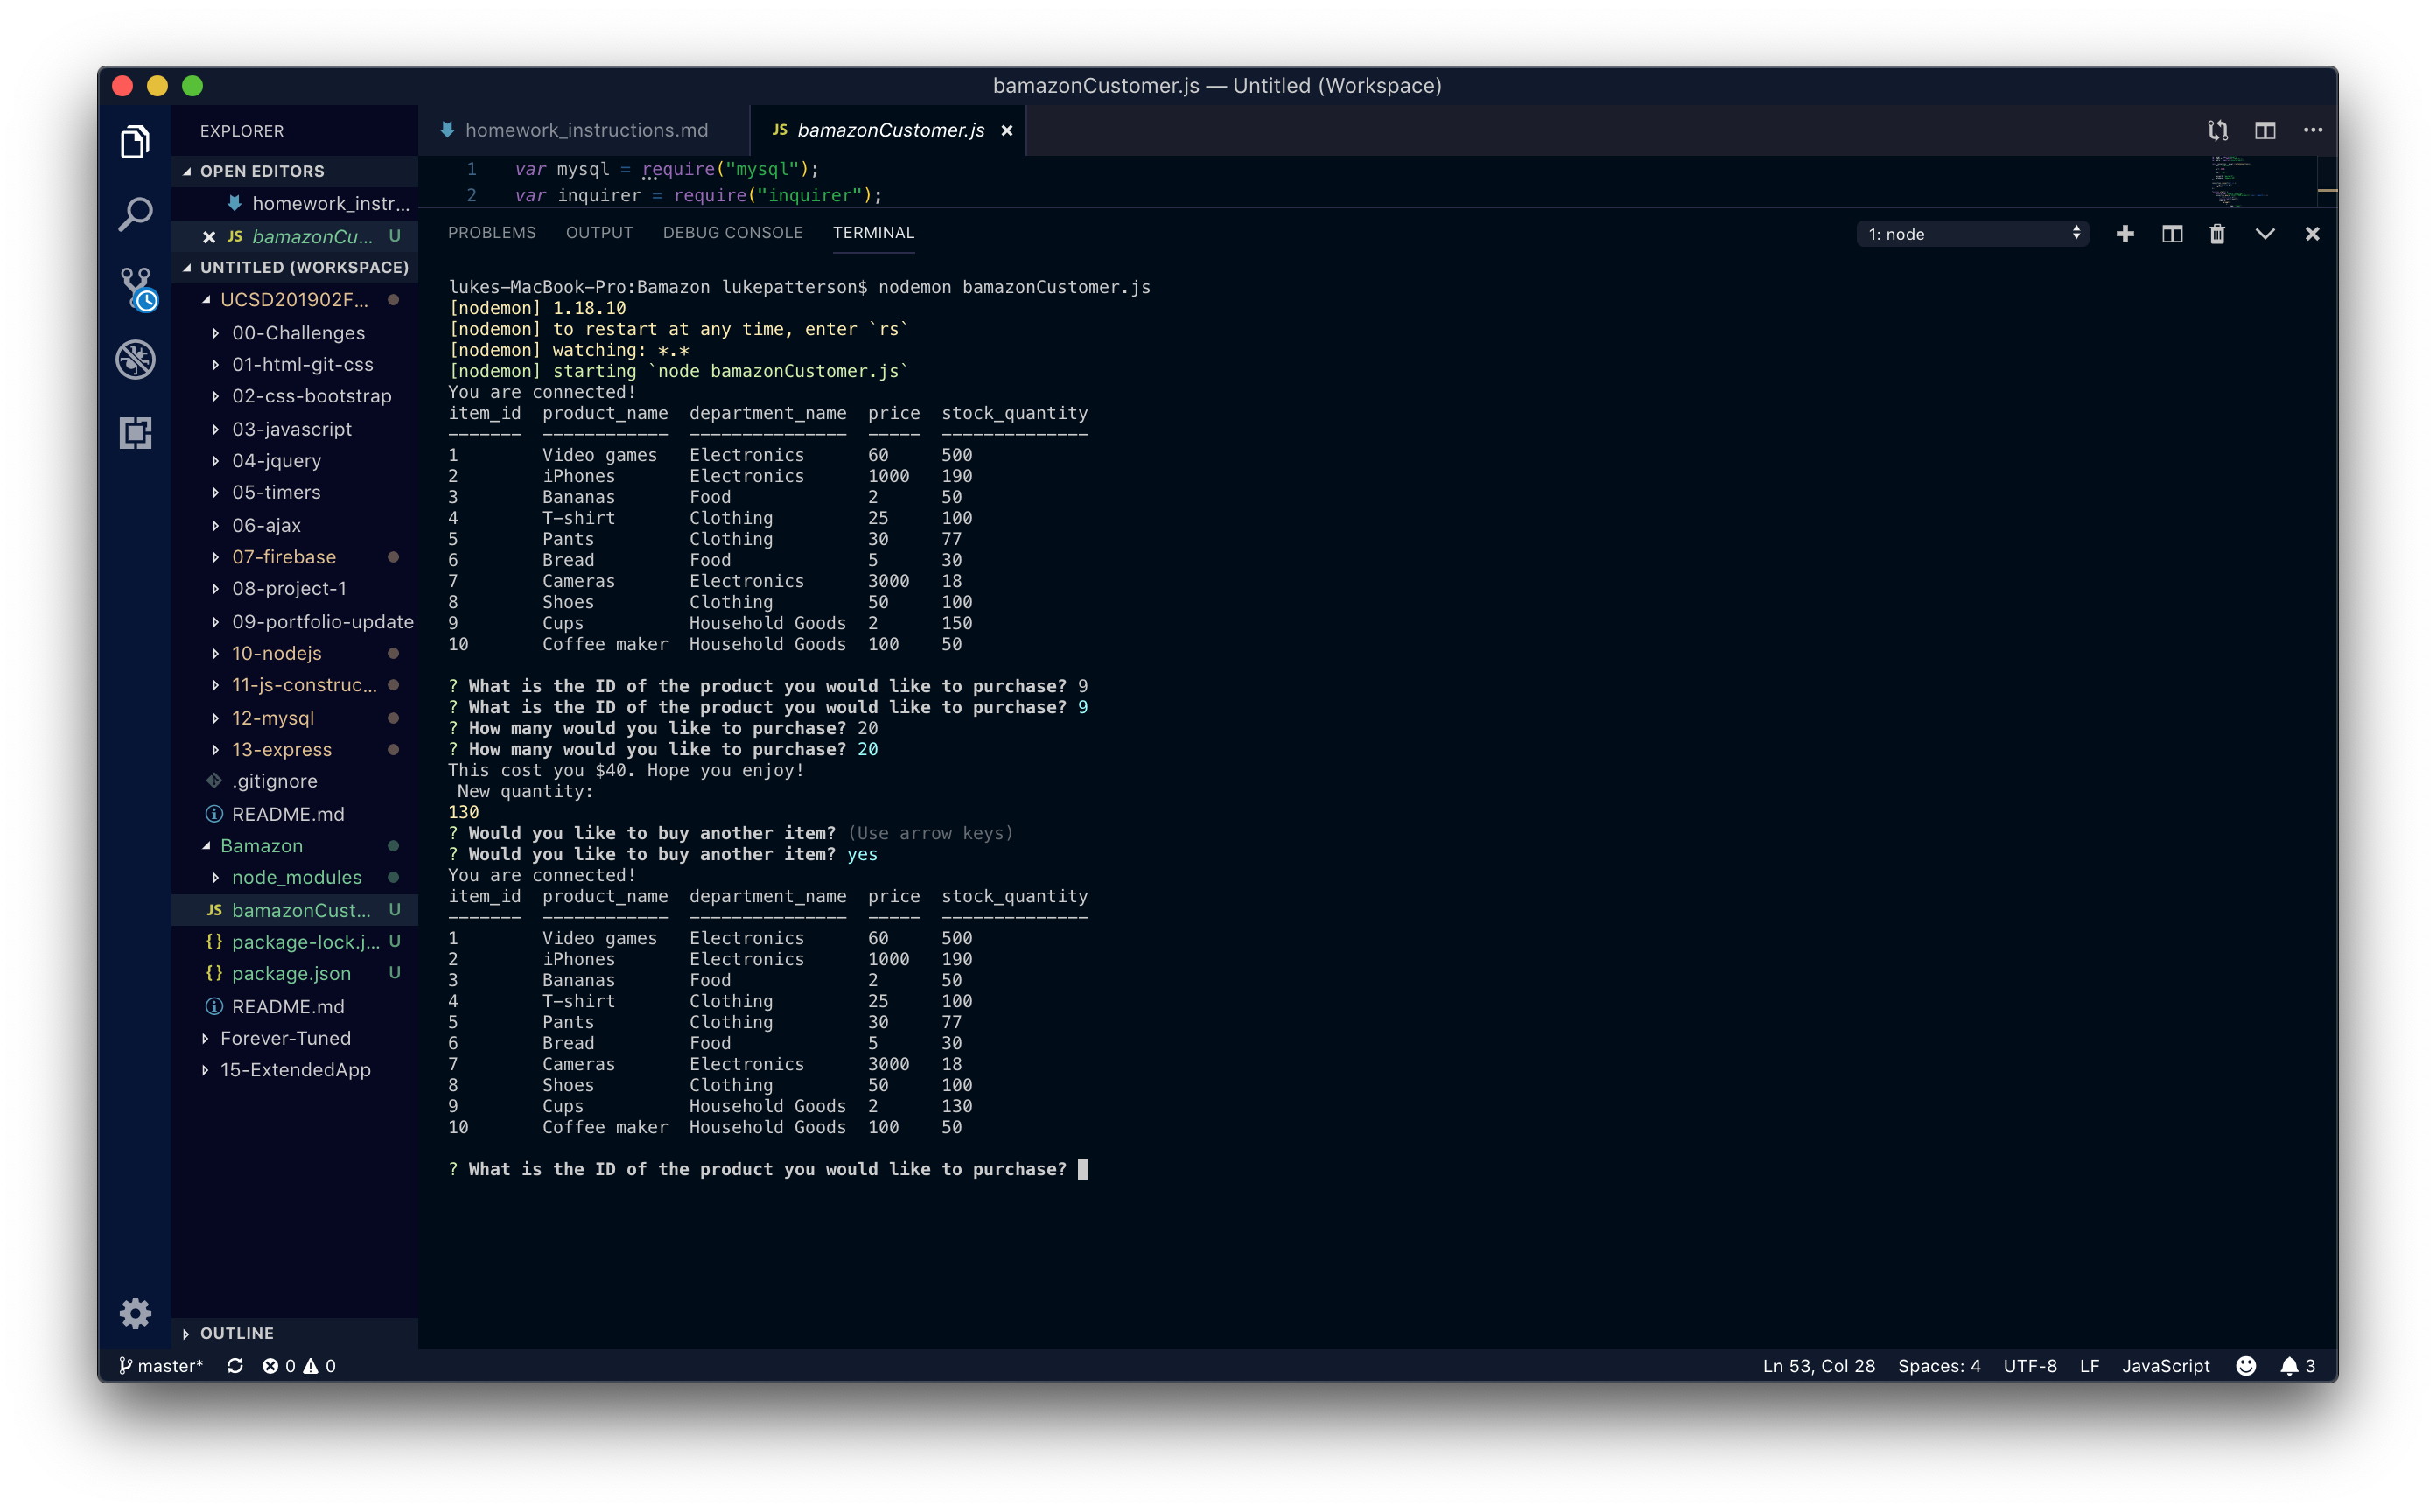 bamazonCustomer.js — Untitled (Workspace)
EXPLORER
OPEN EDITORS
homework_instr...
JS bamazonCu... U
UNTITLED (WORKSPACE)
UCSD201902F...
00-Challenges
01-html-git-css
02-css-bootstrap
03-javascript
04-jquery
05-timers
06-ajax
07-firebase
08-project-1
09-portfolio-update
10-nodejs
11-js-construc...
12-mysql
13-express
.gitignore
README.md
Bamazon
node_modules
JS bamazonCust... U
{} package-lock.j... U
{} package.json U
README.md
Forever-Tuned
15-ExtendedApp
OUTLINE
homework_instructions.md JS bamazonCustomer.js
1 var mysql = require("mysql");
2 var inquirer = require("inquirer");
PROBLEMS OUTPUT DEBUG CONSOLE TERMINAL 1: node
lukes-MacBook-Pro:Bamazon lukepatterson$ nodemon bamazonCustomer.js
[nodemon] 1.18.10
[nodemon] to restart at any time, enter `rs`
[nodemon] watching: *.*
[nodemon] starting `node bamazonCustomer.js`
You are connected!
item_id product_name department_name price stock_quantity
------- ------------ --------------- ----- --------------
1 Video games Electronics 60 500
2 iPhones Electronics 1000 190
3 Bananas Food 2 50
4 T-shirt Clothing 25 100
5 Pants Clothing 30 77
6 Bread Food 5 30
7 Cameras Electronics 3000 18
8 Shoes Clothing 50 100
9 Cups Household Goods 2 150
10 Coffee maker Household Goods 100 50
? What is the ID of the product you would like to purchase? 9
? What is the ID of the product you would like to purchase? 9
? How many would you like to purchase? 20
? How many would you like to purchase? 20
This cost you $40. Hope you enjoy!
New quantity:
130
? Would you like to buy another item? (Use arrow keys)
? Would you like to buy another item? yes
You are connected!
item_id product_name department_name price stock_quantity
------- ------------ --------------- ----- --------------
1 Video games Electronics 60 500
2 iPhones Electronics 1000 190
3 Bananas Food 2 50
4 T-shirt Clothing 25 100
5 Pants Clothing 30 77
6 Bread Food 5 30
7 Cameras Electronics 3000 18
8 Shoes Clothing 50 100
9 Cups Household Goods 2 130
10 Coffee maker Household Goods 100 50
? What is the ID of the product you would like to purchase?
master* 0 0 Ln 53, Col 28 Spaces: 4 UTF-8 LF JavaScript 3